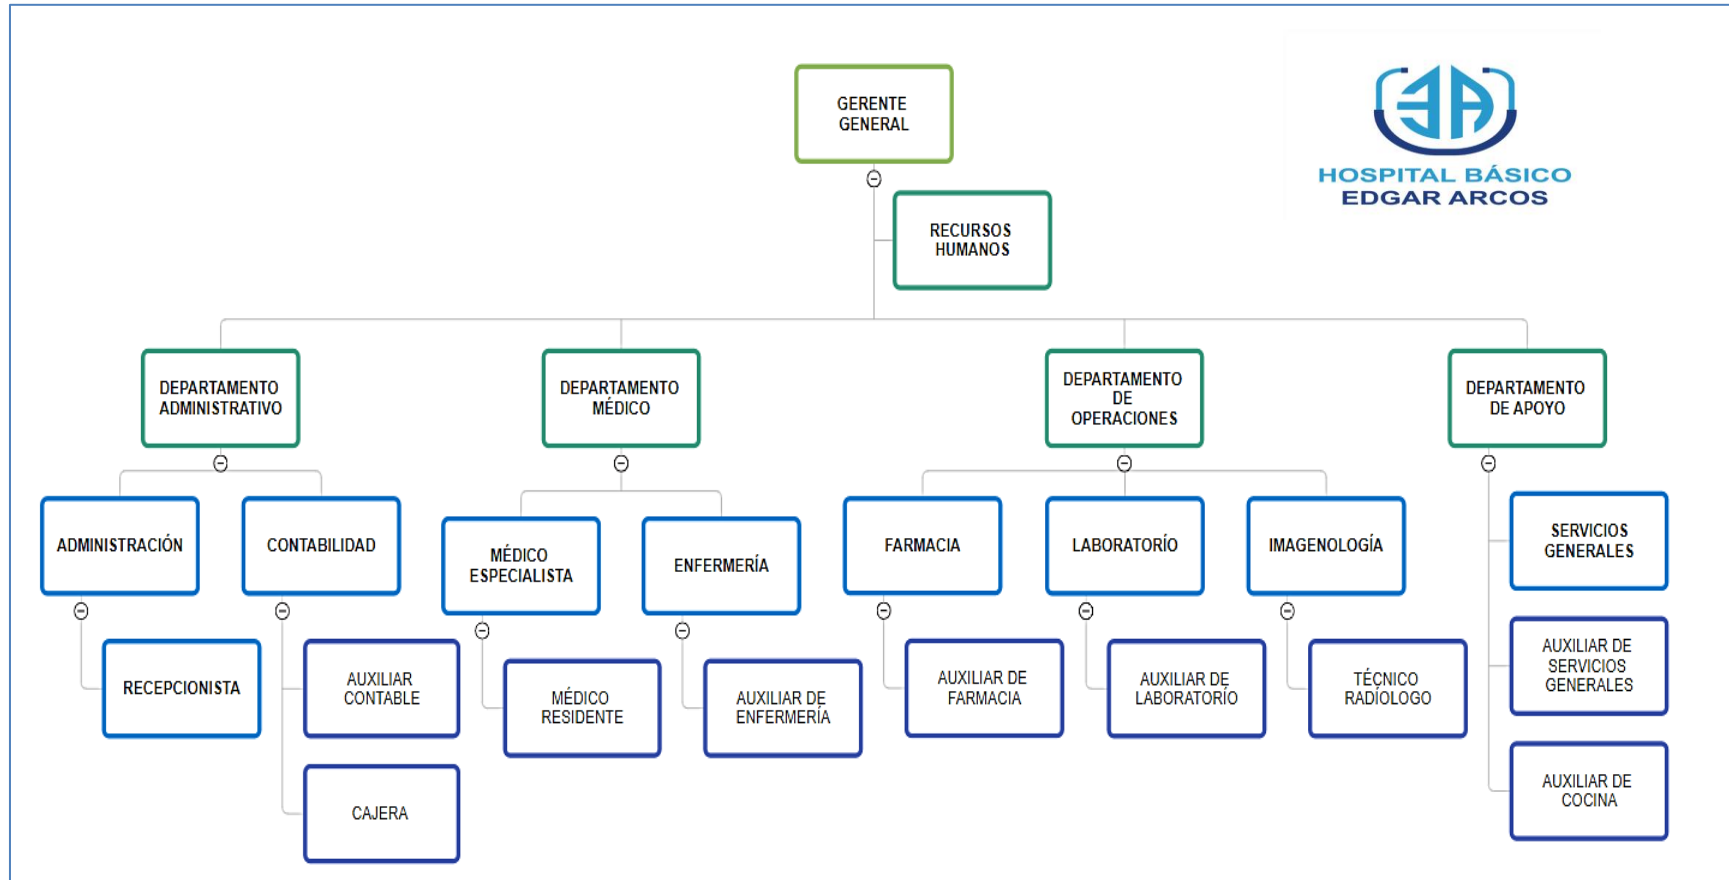 GERENTE
GENERAL
HOSPITAL BÁSICO
EDGAR ARCOS
RECURSOS
HUMANOS
DEPARTAMENTO
ADMINISTRATIVO
DEPARTAMENTO
MÉDICO
DEPARTAMENTO
DE
OPERACIONES
DEPARTAMENTO
DE APOYO
ADMINISTRACIÓN
CONTABILIDAD
MÉDICO
ESPECIALISTA
ENFERMERÍA
FARMACIA
LABORATORÍO
IMAGENOLOGÍA
SERVICIOS
GENERALES
RECEPCIONISTA
AUXILIAR
CONTABLE
MÉDICO
RESIDENTE
AUXILIAR DE
ENFERMERÍA
AUXILIAR DE
FARMACIA
AUXILIAR DE
LABORATORÍO
TÉCNICO
RADÍOLOGO
AUXILIAR DE
SERVICIOS
GENERALES
CAJERA
AUXILIAR DE
COCINA